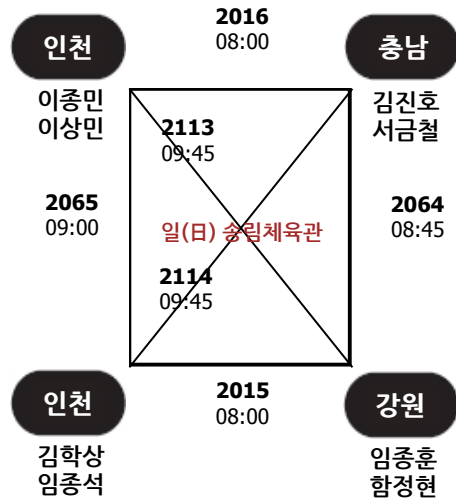 2016
08:00
인천
충남
이종민
이상민
김진호
서금철
2113
09:45
2065
09:00
2064
08:45
일(日) 송림체육관
2114
09:45
2015
08:00
인천
강원
김학상
임종석
임종훈
함정현